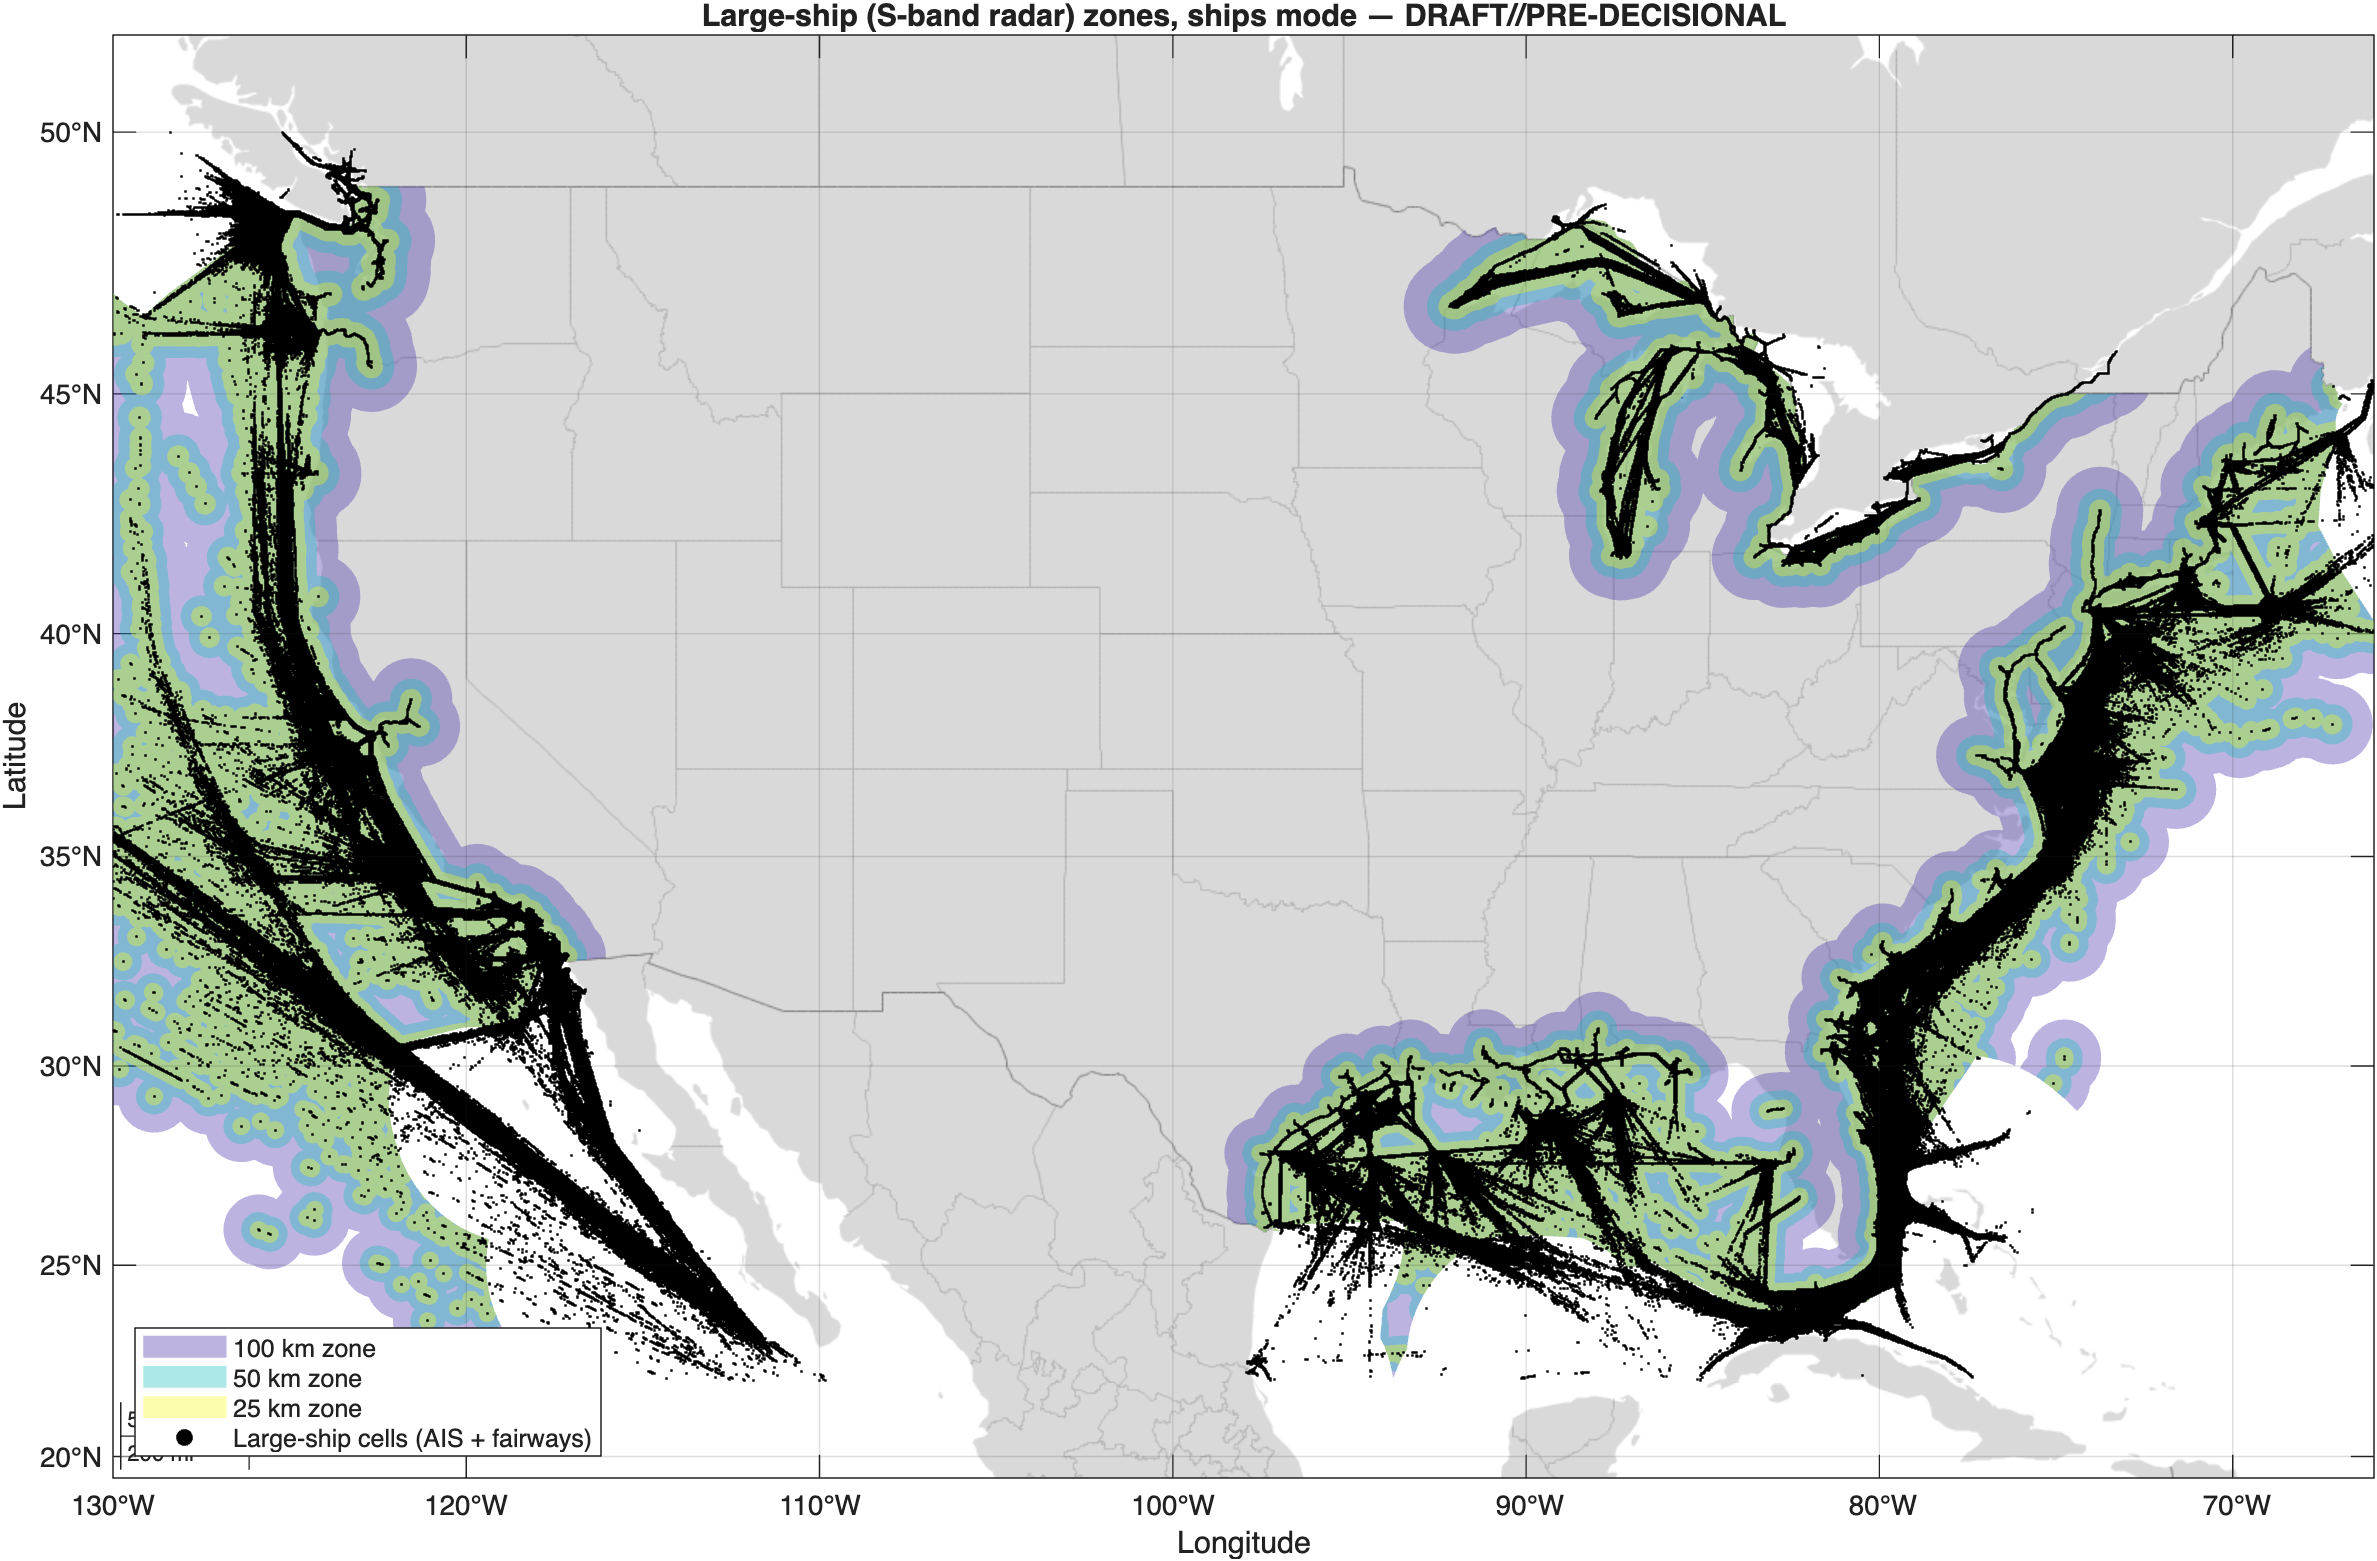 Large-ship (S-band radar) zones, ships mode — DRAFT//PRE-DECISIONAL
50°N
45°N
40°N
35°N
30°N
25°N
20°N
Latitude
100 km zone
50 km zone
25 km zone
Large-ship cells (AIS + fairways)
130°W
120°W
110°W
100°W
90°W
80°W
70°W
Longitude